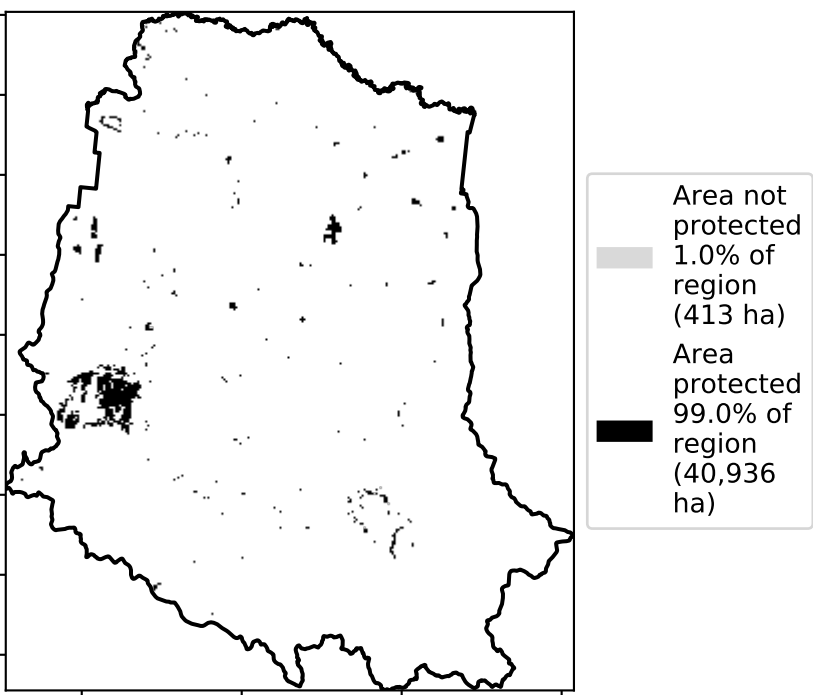 Area not
protected
1.0% of
region
(413 ha)
Area
protected
99.0% of
region
(40,936
ha)